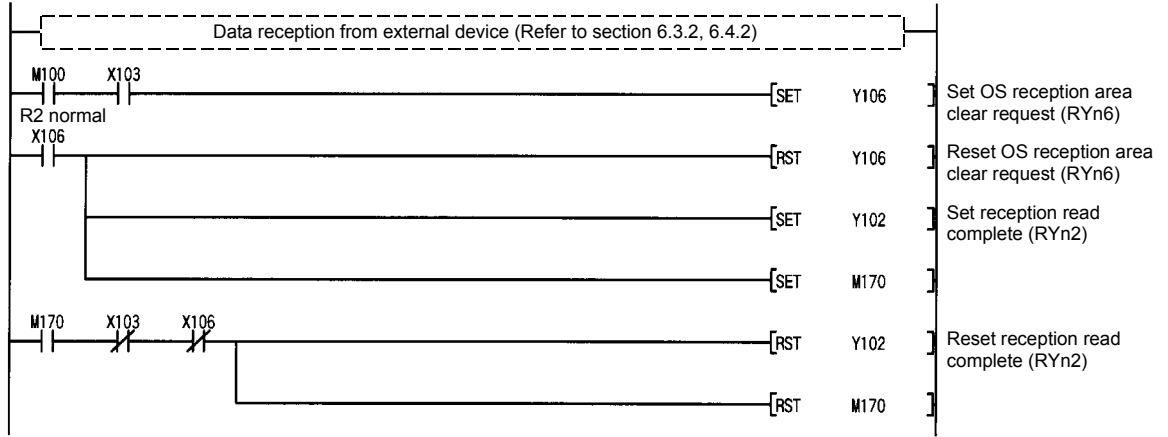 Data reception from external device (Refer to section 6.3.2, 6.4.2)
M100 X103
[SET Y106] Set OS reception area
clear request (RYn6)
R2 normal
X106
[RST Y106] Reset OS reception area
clear request (RYn6)
[SET Y102] Set reception read
complete (RYn2)
[SET M170]
M170 X103 X106
[RST Y102] Reset reception read
complete (RYn2)
[RST M170]